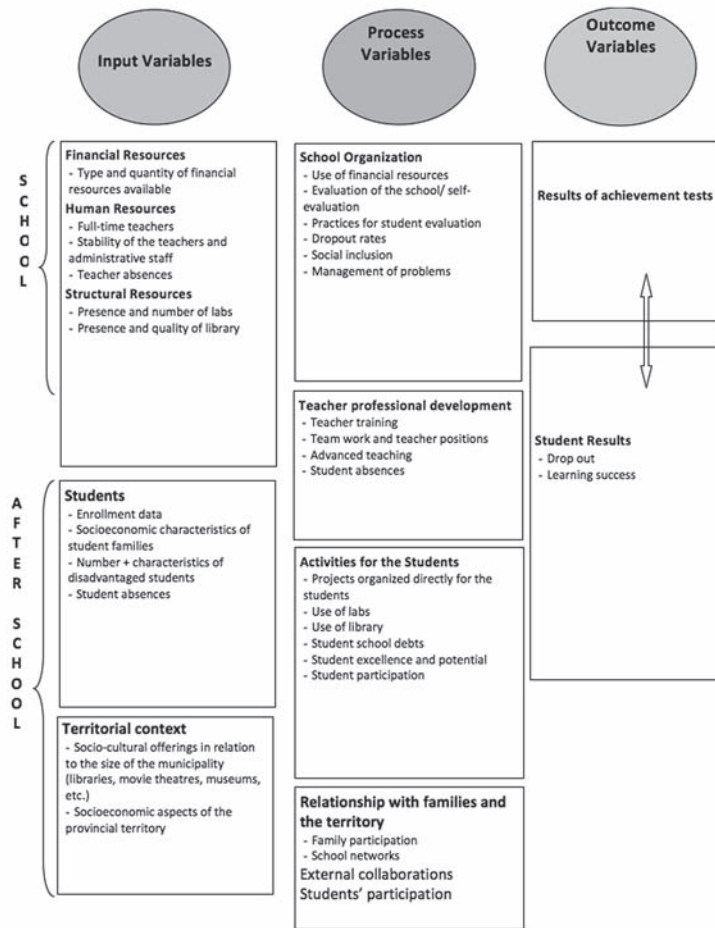 Input Variables
Process
Variables
Outcome
Variables
SCHOOL
Financial Resources
- Type and quantity of financial
resources available
Human Resources
- Full-time teachers
- Stability of the teachers and
administrative staff
- Teacher absences
Structural Resources
- Presence and number of labs
- Presence and quality of library
AFTER SCHOOL
Students
- Enrollment data
- Socioeconomic characteristics of
student families
- Number + characteristics of
disadvantaged students
- Student absences
Territorial context
- Socio-cultural offerings in relation
to the size of the municipality
(libraries, movie theatres, museums,
etc.)
- Socioeconomic aspects of the
provincial territory
School Organization
- Use of financial resources
- Evaluation of the school/ self-
evaluation
- Practices for student evaluation
- Dropout rates
- Social inclusion
- Management of problems
Teacher professional development
- Teacher training
- Team work and teacher positions
- Advanced teaching
- Student absences
Activities for the Students
- Projects organized directly for the
students
- Use of labs
- Use of library
- Student school debts
- Student excellence and potential
- Student participation
Relationship with families and
the territory
- Family participation
- School networks
External collaborations
Students' participation
Results of achievement tests
Student Results
- Drop out
- Learning success